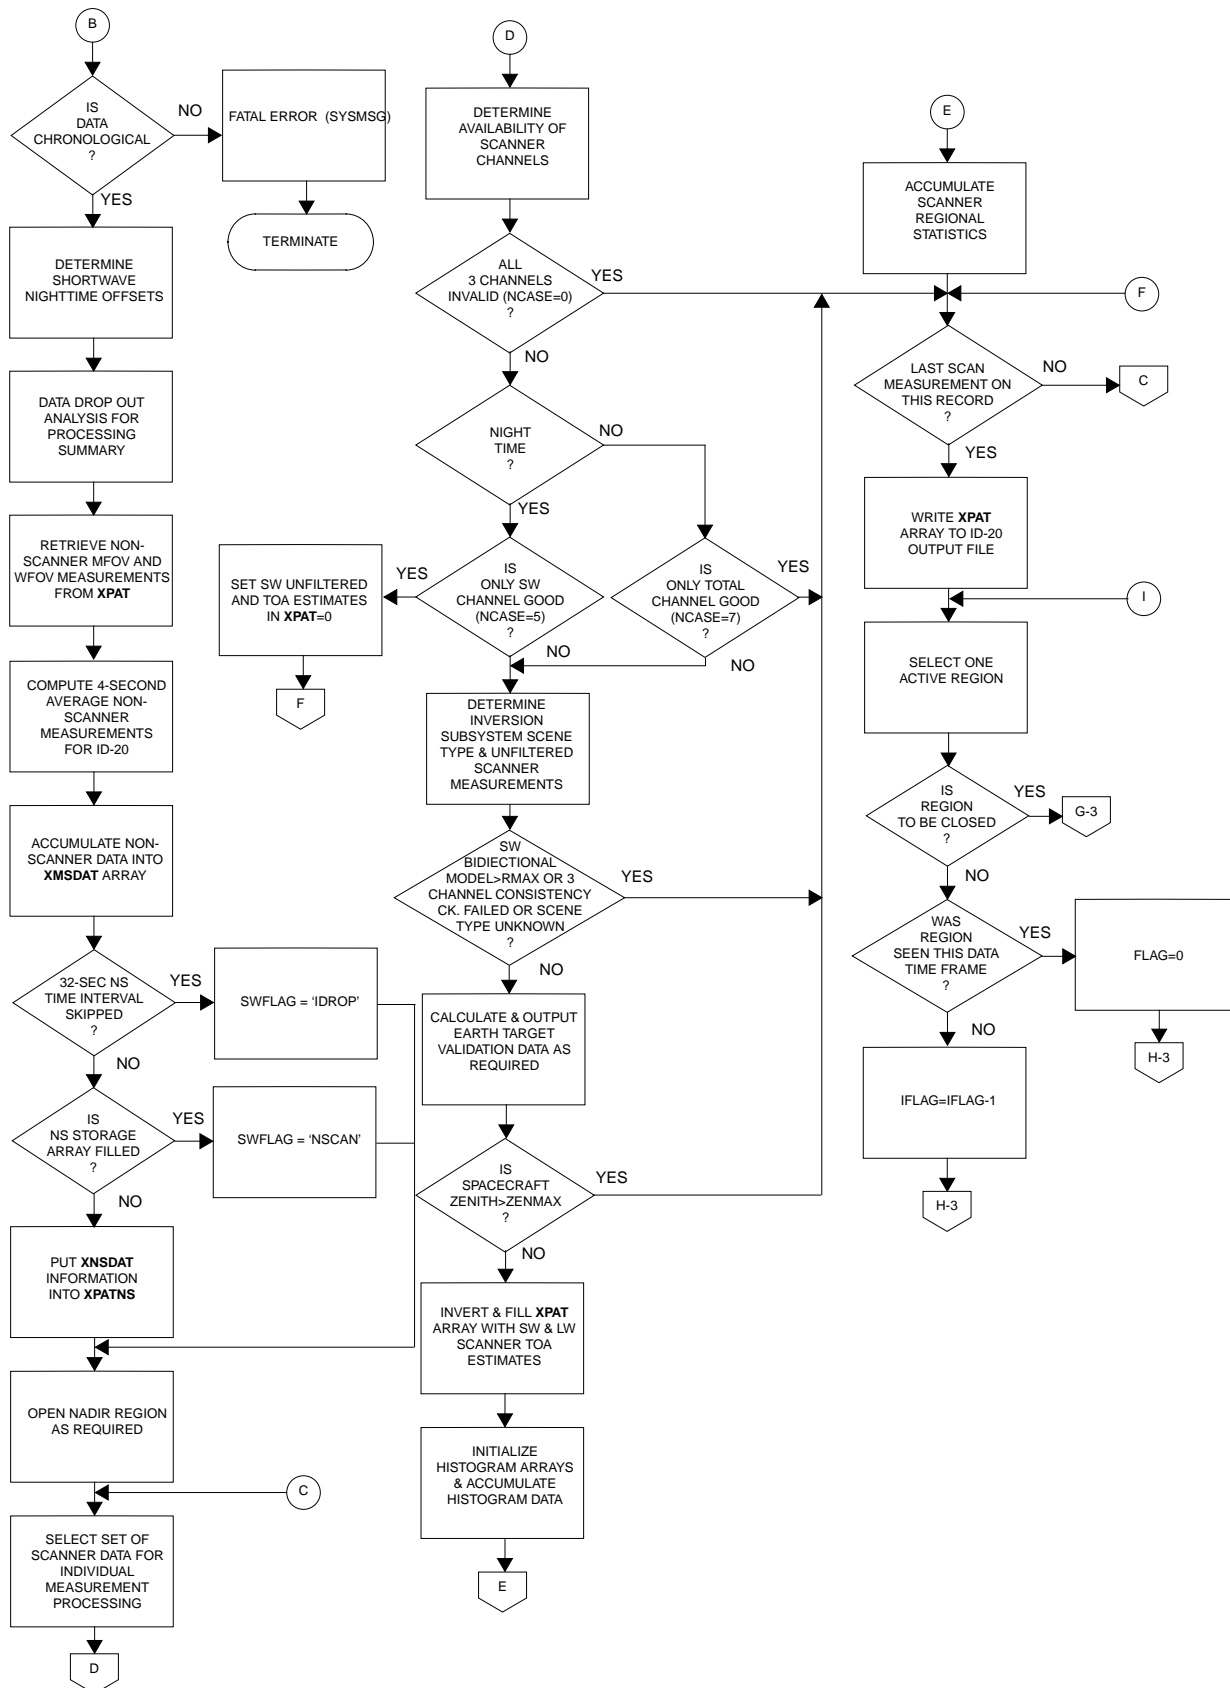 B
IS
DATA
CHRONOLOGICAL
?
NO
FATAL ERROR (SYSMSG)
TERMINATE
YES
DETERMINE
SHORTWAVE
NIGHTTIME OFFSETS
DATA DROP OUT
ANALYSIS FOR
PROCESSING
SUMMARY
RETRIEVE NON-
SCANNER MFOV AND
WFOV MEASUREMENTS
FROM XPAT
COMPUTE 4-SECOND
AVERAGE NON-
SCANNER
MEASUREMENTS
FOR ID-20
ACCUMULATE NON-
SCANNER DATA INTO
XMSDAT ARRAY
32-SEC NS
TIME INTERVAL
SKIPPED
?
YES
SWFLAG = ‘IDROP’
NO
IS
NS STORAGE
ARRAY FILLED
?
YES
SWFLAG = ‘NSCAN’
NO
PUT XNSDAT
INFORMATION
INTO XPATNS
OPEN NADIR REGION
AS REQUIRED
C
SELECT SET OF
SCANNER DATA FOR
INDIVIDUAL
MEASUREMENT
PROCESSING
D
D
DETERMINE
AVAILABILITY OF
SCANNER
CHANNELS
ALL
3 CHANNELS
INVALID (NCASE=0)
?
YES
NO
NIGHT
TIME
?
NO
YES
IS
ONLY SW
CHANNEL GOOD
(NCASE=5)
?
YES
SET SW UNFILTERED
AND TOA ESTIMATES
IN XPAT=0
F
NO
IS
ONLY TOTAL
CHANNEL GOOD
(NCASE=7)
?
YES
NO
DETERMINE
INVERSION
SUBSYSTEM SCENE
TYPE & UNFILTERED
SCANNER
MEASUREMENTS
SW
BIDIECTIONAL
MODEL>RMAX OR 3
CHANNEL CONSISTENCY
CK. FAILED OR SCENE
TYPE UNKNOWN
?
YES
NO
CALCULATE & OUTPUT
EARTH TARGET
VALIDATION DATA AS
REQUIRED
IS
SPACECRAFT
ZENITH>ZENMAX
?
YES
NO
INVERT & FILL XPAT
ARRAY WITH SW & LW
SCANNER TOA
ESTIMATES
INITIALIZE
HISTOGRAM ARRAYS
& ACCUMULATE
HISTOGRAM DATA
E
E
ACCUMULATE
SCANNER
REGIONAL
STATISTICS
F
LAST SCAN
MEASUREMENT ON
THIS RECORD
?
NO
C
YES
WRITE XPAT
ARRAY TO ID-20
OUTPUT FILE
I
SELECT ONE
ACTIVE REGION
IS
REGION
TO BE CLOSED
?
YES
G-3
NO
WAS
REGION
SEEN THIS DATA
TIME FRAME
?
YES
FLAG=0
H-3
NO
IFLAG=IFLAG-1
H-3